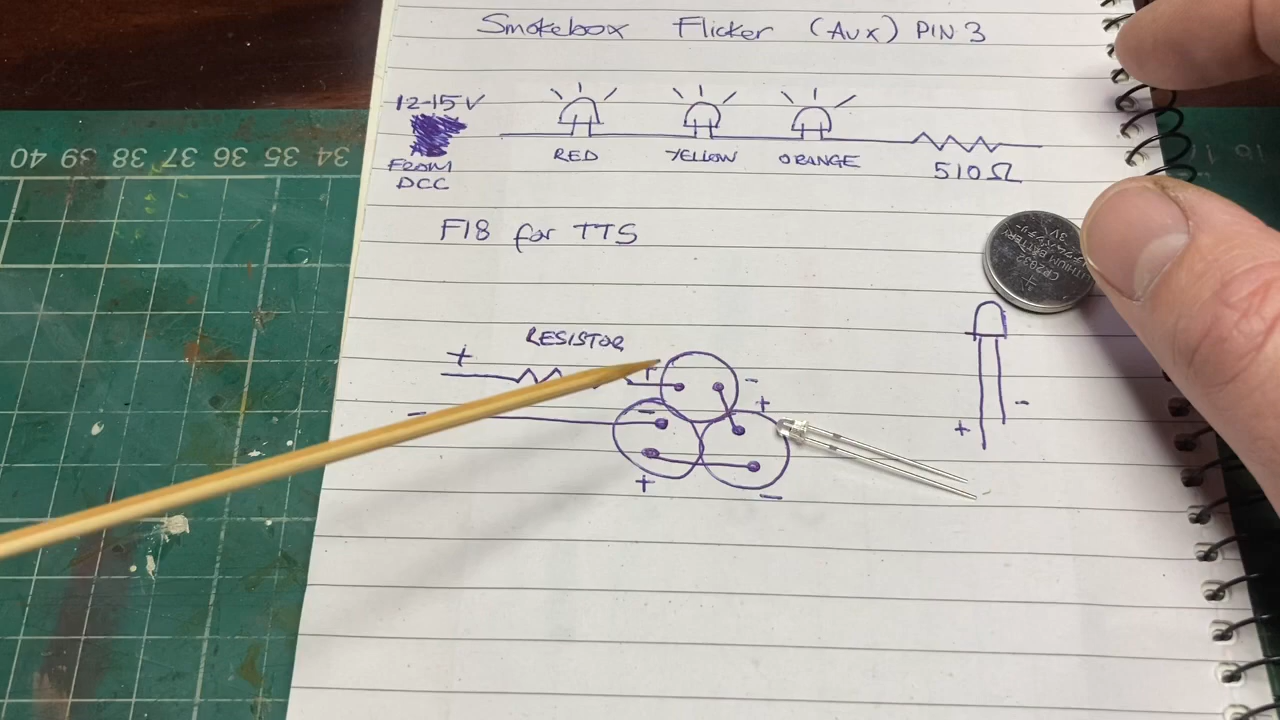 Smokebox Flicker (Aux) PIN 3
12-15V
FROM
DCC
RED YELLOW ORANGE 510Ω
F18 for TTS
RESISTOR
+ + -
- - +
+ -
+ -
CR2032
LITHIUM BATTERY
3V
+
40 39 38 37 36 35 34